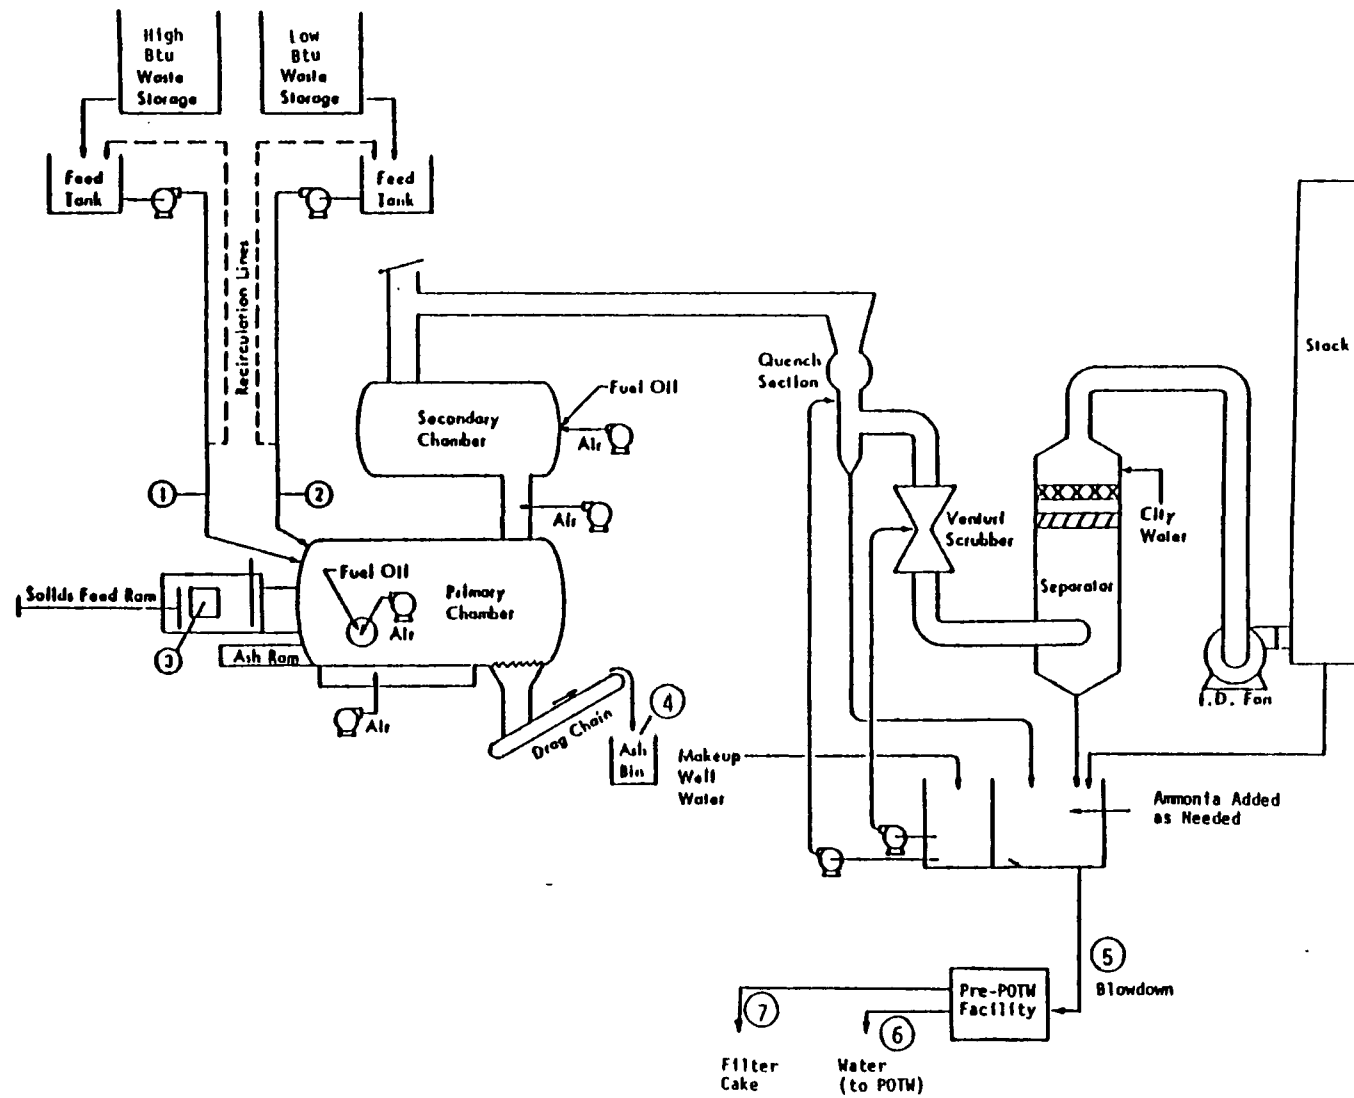 High
Btu
Waste
Storage
Low
Btu
Waste
Storage
Feed
Tank
Feed
Tank
Recirculation Lines
Stack
Quench
Section
Fuel Oil
Secondary
Chamber
Air
1
2
Air
Venturi
Scrubber
City
Water
Separator
Solids Feed Ram
Fuel Oil
Primary
Chamber
Air
3
Ash Ram
Air
Drag Chain
4
Ash
Bin
I.D. Fan
Makeup
Well
Water
Ammonia Added
as Needed
5
Blowdown
Pre-POTW
Facility
7
6
Filter
Cake
Water
(to POTW)